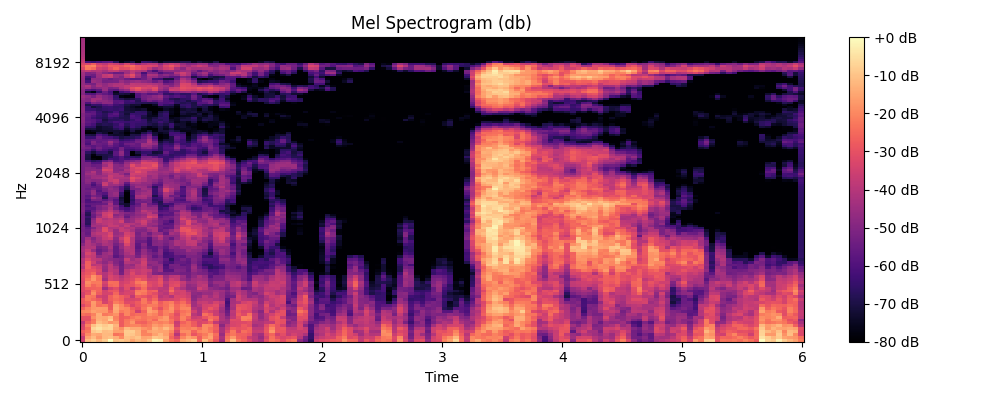 Mel Spectrogram (db)
Hz
8192
4096
2048
1024
512
0
0 1 2 3 4 5 6
Time
+0 dB
-10 dB
-20 dB
-30 dB
-40 dB
-50 dB
-60 dB
-70 dB
-80 dB